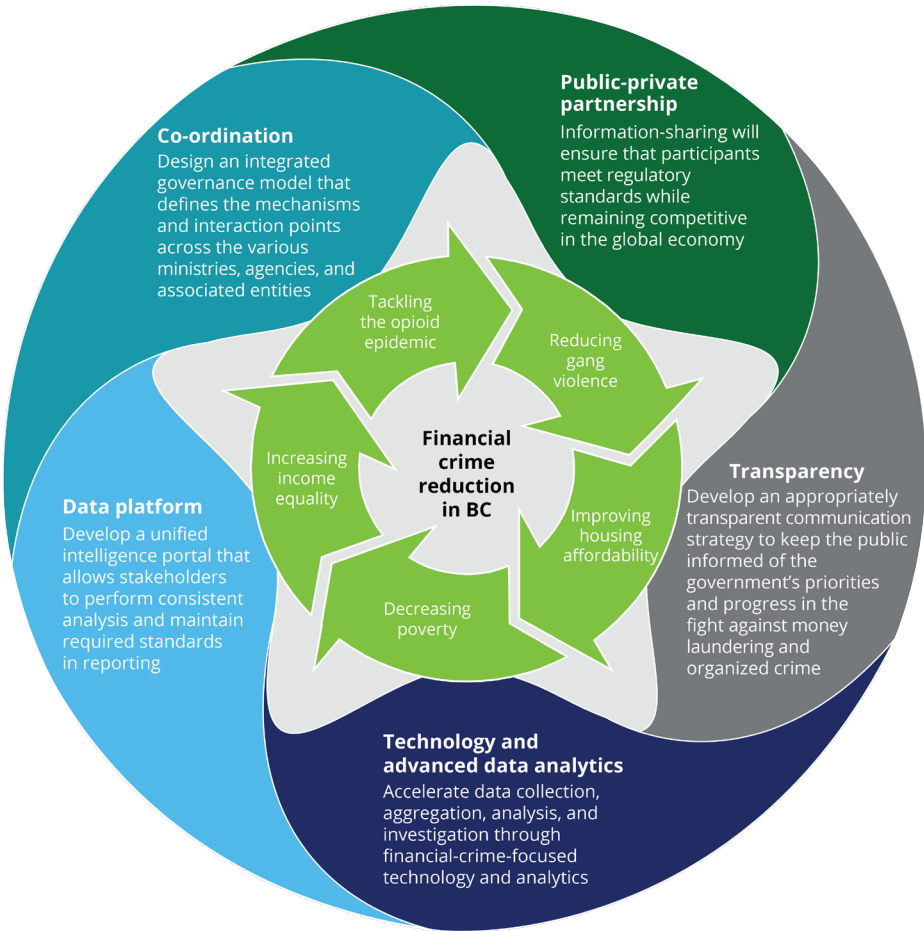 Co-ordination
Design an integrated
governance model that
defines the mechanisms
and interaction points
across the various
ministries, agencies, and
associated entities
Public-private
partnership
Information-sharing will
ensure that participants
meet regulatory
standards while
remaining competitive
in the global economy
Tackling
the opioid
epidemic
Reducing
gang
violence
Increasing
income
equality
Financial
crime
reduction
in BC
Improving
housing
affordability
Decreasing
poverty
Data platform
Develop a unified
intelligence portal that
allows stakeholders
to perform consistent
analysis and maintain
required standards
in reporting
Transparency
Develop an appropriately
transparent communication
strategy to keep the public
informed of the
government’s priorities
and progress in the
fight against money
laundering and
organized crime
Technology and
advanced data analytics
Accelerate data collection,
aggregation, analysis, and
investigation through
financial-crime-focused
technology and analytics